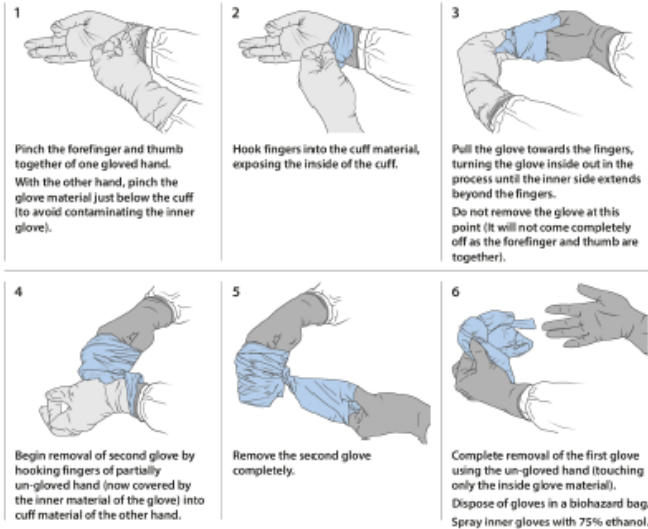 1
Pinch the forefinger and thumb
together of one gloved hand.
With the other hand, pinch the
glove material just below the cuff
(to avoid contaminating the inner
glove).
2
Hook fingers into the cuff material,
exposing the inside of the cuff.
3
Pull the glove towards the fingers,
turning the glove inside out in the
process until the inner side extends
beyond the fingers.
Do not remove the glove at this
point (It will not come completely
off as the forefinger and thumb are
together).
4
Begin removal of second glove by
hooking fingers of partially
un-gloved hand (now covered by
the inner material of the glove) into
cuff material of the other hand.
5
Remove the second glove
completely.
6
Complete removal of the first glove
using the un-gloved hand (touching
only the inside glove material).
Dispose of gloves in a biohazard bag.
Spray inner gloves with 75% ethanol.